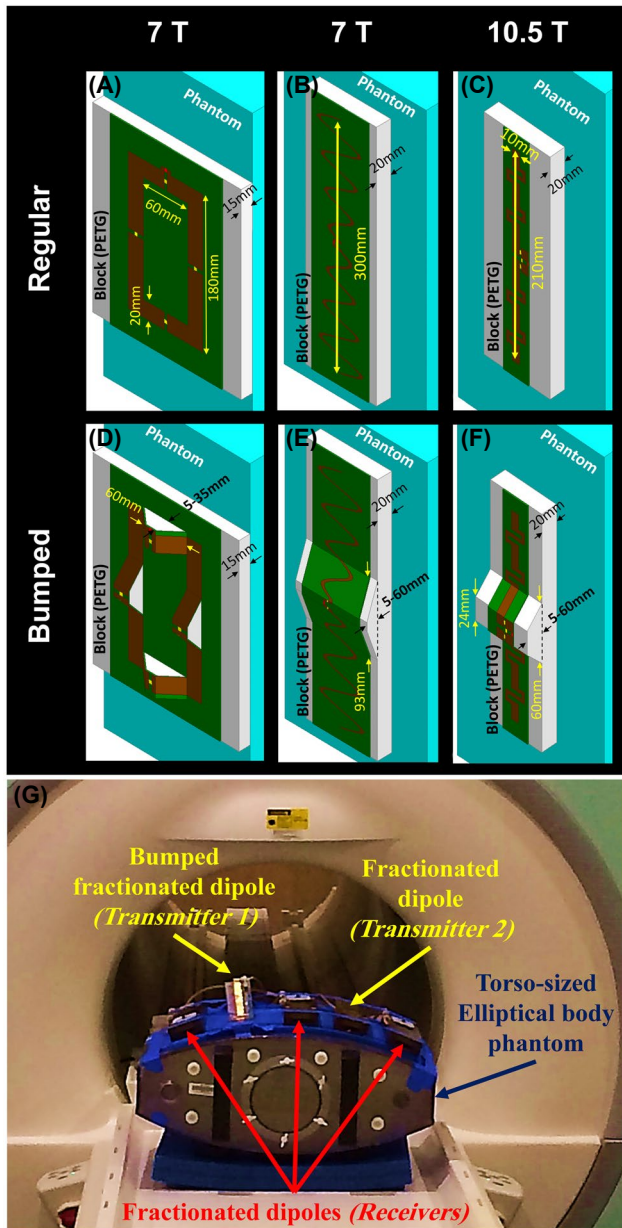 7 T
7 T
10.5 T
Regular
(A)
Phantom
60mm
15mm
180mm
20mm
Block (PETG)
(B)
Phantom
20mm
300mm
Block (PETG)
(C)
Phantom
10mm
20mm
210mm
Block (PETG)
Bumped
(D)
Phantom
5-35mm
60mm
15mm
Block (PETG)
(E)
Phantom
20mm
5-60mm
93mm
Block (PETG)
(F)
Phantom
20mm
24mm
5-60mm
60mm
Block (PETG)
(G)
Bumped
fractionated dipole
(Transmitter 1)
Fractionated
dipole
(Transmitter 2)
Torso-sized
Elliptical body
phantom
Fractionated dipoles (Receivers)